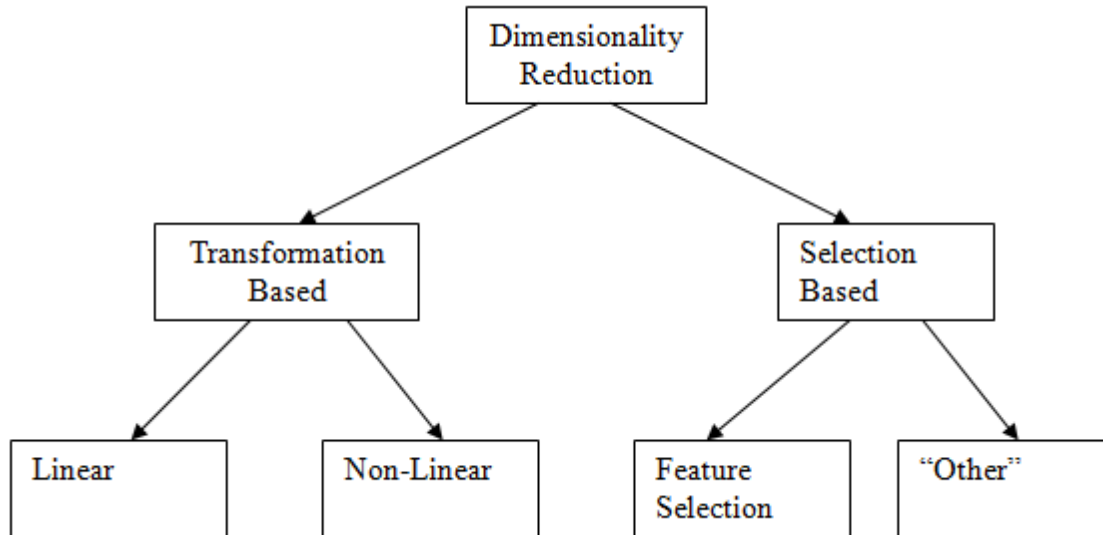 Dimensionality
Reduction
Transformation
Based
Selection
Based
Linear
Non-Linear
Feature
Selection
“Other”